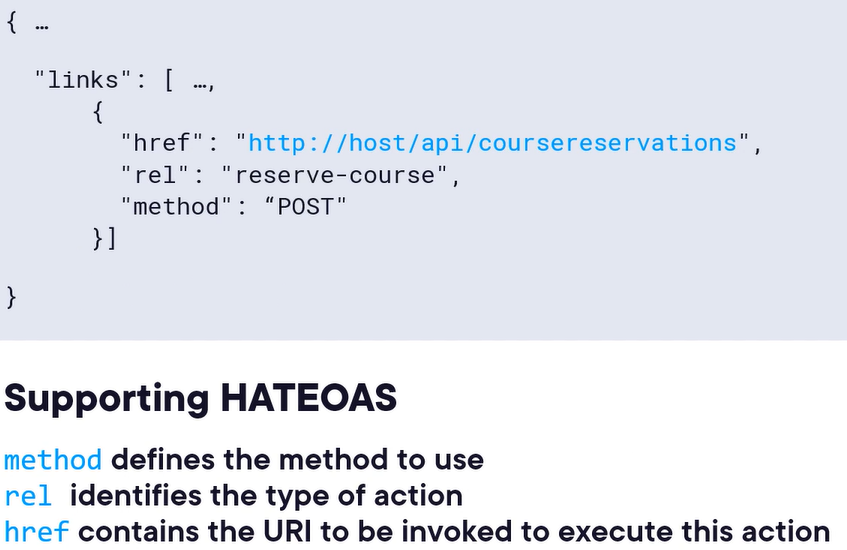 { …
"links": [ …,
{
"href": "http://host/api/coursereservations",
"rel": "reserve-course",
"method": “POST"
}]
}
Supporting HATEOAS
method defines the method to use
rel identifies the type of action
href contains the URI to be invoked to execute this action